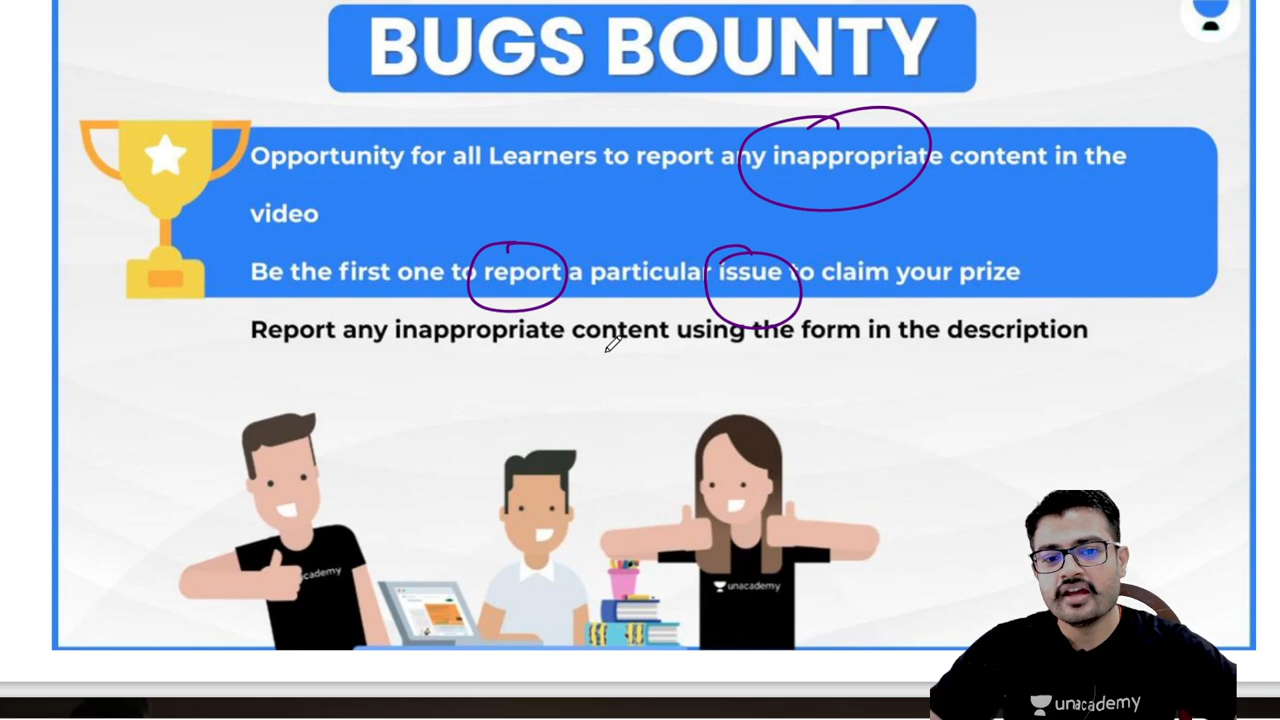 BUGS BOUNTY
Opportunity for all Learners to report any inappropriate content in the
video
Be the first one to report a particular issue to claim your prize
Report any inappropriate content using the form in the description
cademy
unacademy
unacademy